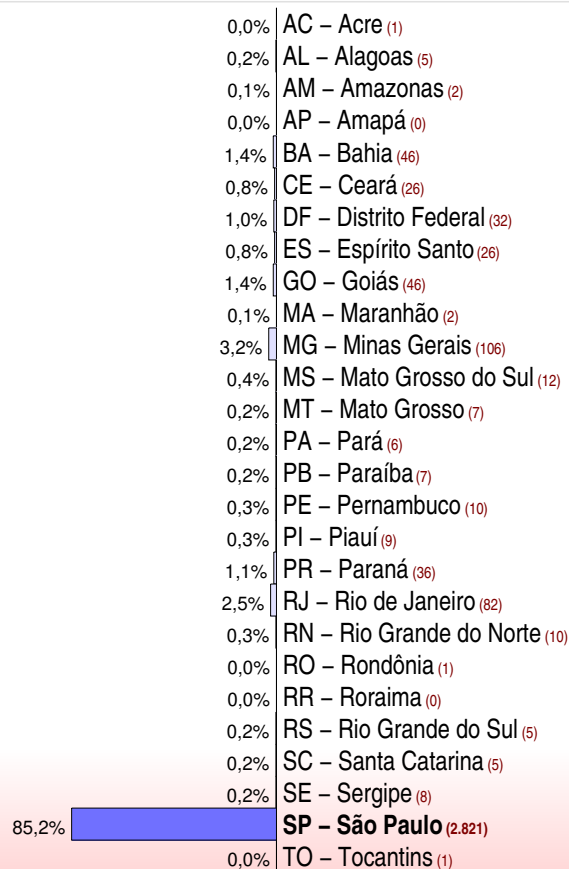 0,0% AC – Acre (1)
0,2% AL – Alagoas (5)
0,1% AM – Amazonas (2)
0,0% AP – Amapá (0)
1,4% BA – Bahia (46)
0,8% CE – Ceará (26)
1,0% DF – Distrito Federal (32)
0,8% ES – Espírito Santo (26)
1,4% GO – Goiás (46)
0,1% MA – Maranhão (2)
3,2% MG – Minas Gerais (106)
0,4% MS – Mato Grosso do Sul (12)
0,2% MT – Mato Grosso (7)
0,2% PA – Pará (6)
0,2% PB – Paraíba (7)
0,3% PE – Pernambuco (10)
0,3% PI – Piauí (9)
1,1% PR – Paraná (36)
2,5% RJ – Rio de Janeiro (82)
0,3% RN – Rio Grande do Norte (10)
0,0% RO – Rondônia (1)
0,0% RR – Roraima (0)
0,2% RS – Rio Grande do Sul (5)
0,2% SC – Santa Catarina (5)
0,2% SE – Sergipe (8)
85,2% SP – São Paulo (2.821)
0,0% TO – Tocantins (1)